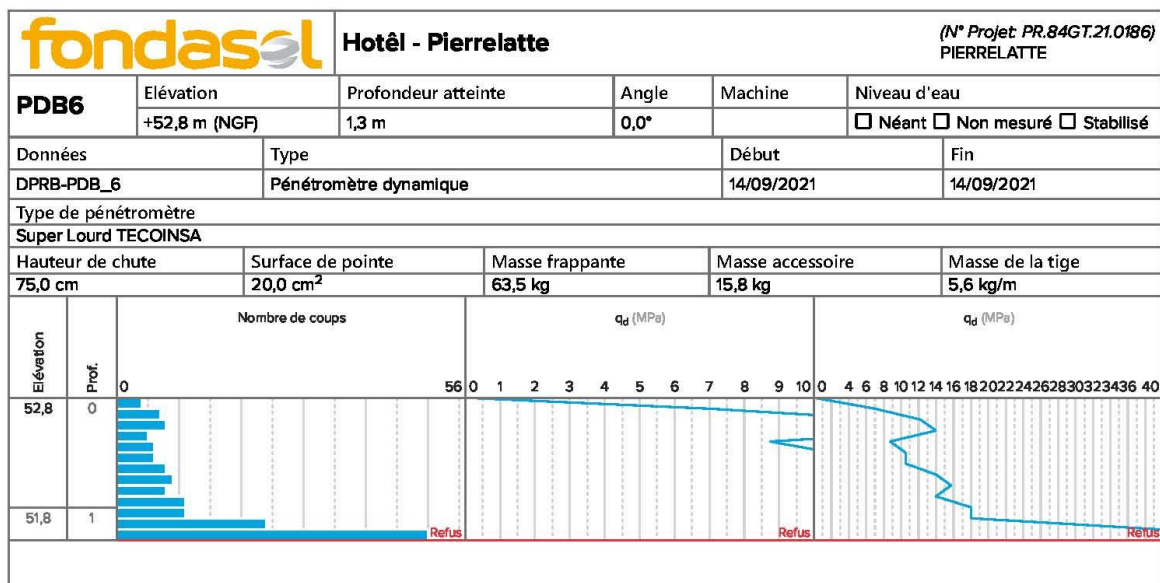 fondasol
Hotêl - Pierrelatte
(N° Projet: PR.84GT.21.0186)
PIERRELATTE
PDB6
Elévation Profondeur atteinte Angle Machine Niveau d'eau
+52,8 m (NGF) 1,3 m 0,0° ☐ Néant ☐ Non mesuré ☐ Stabilisé
Données Type Début Fin
DPRB-PDB_6 Pénétromètre dynamique 14/09/2021 14/09/2021
Type de pénétromètre
Super Lourd TECOINSA
Hauteur de chute Surface de pointe Masse frappante Masse accessoire Masse de la tige
75,0 cm 20,0 cm² 63,5 kg 15,8 kg 5,6 kg/m
Elévation Prof. Nombre de coups qd (MPa) qd (MPa)
0 56 0 1 2 3 4 5 6 7 8 9 10 0 4 6 8 10 12 14 16 18 20 22 24 26 28 30 32 34 36 40
52,8 0
51,8 1
Refus Refus Refus